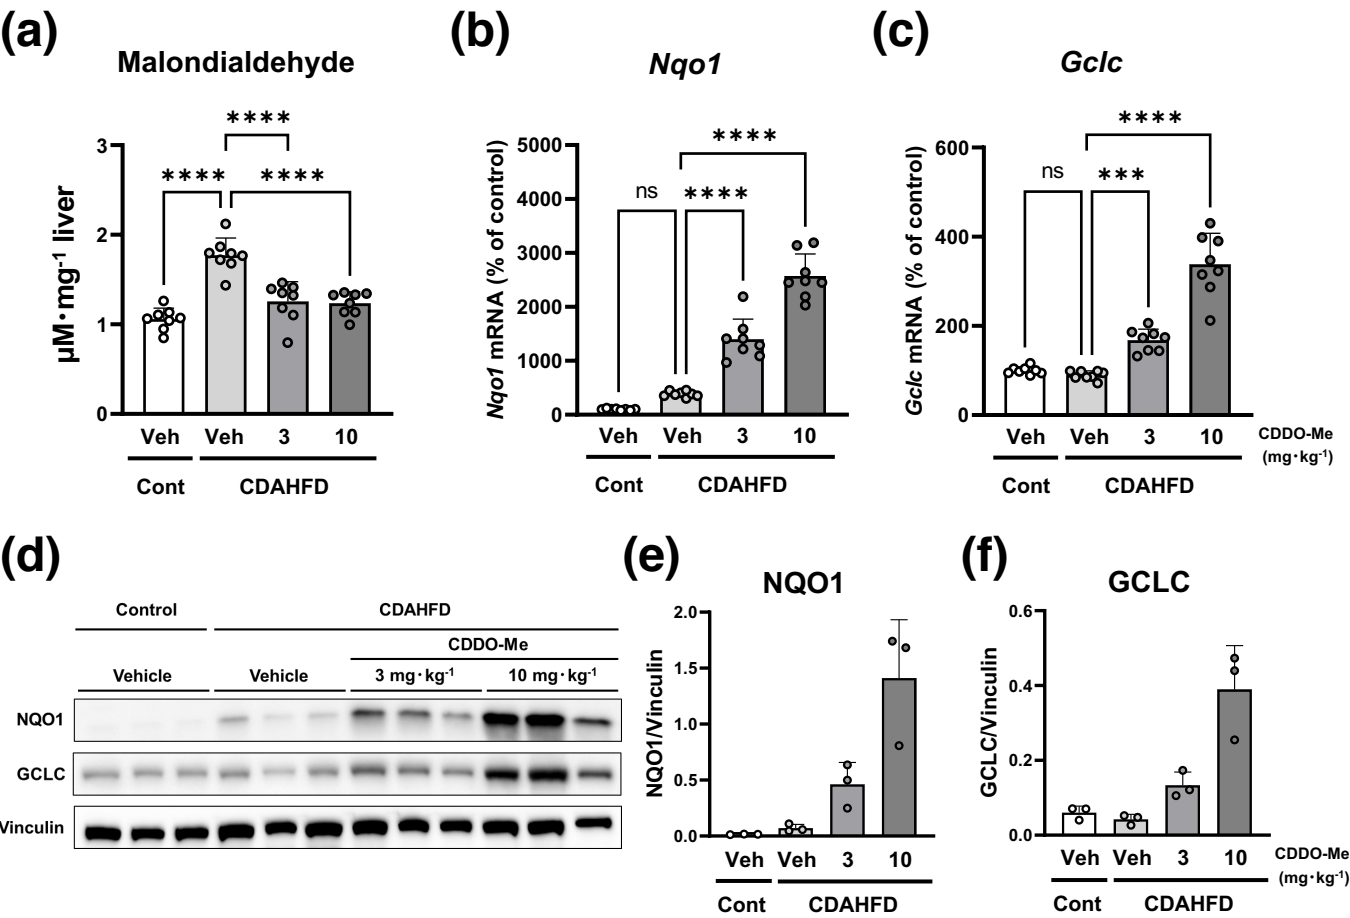 (a)
Malondialdehyde
****
**** ****
3
2
1
0
μM·mg-1 liver
Veh Veh 3 10
Cont CDAHFD
(b)
Nqo1
****
ns ****
5000
4000
3000
2000
1000
0
Nqo1 mRNA (% of control)
Veh Veh 3 10
Cont CDAHFD
(c)
Gclc
****
ns ***
600
400
200
0
Gclc mRNA (% of control)
Veh Veh 3 10
CDDO-Me
(mg·kg-1)
Cont CDAHFD
(d)
Control CDAHFD
CDDO-Me
Vehicle Vehicle 3 mg·kg-1 10 mg·kg-1
NQO1
GCLC
Vinculin
(e)
NQO1
2.0
1.5
1.0
0.5
0.0
NQO1/Vinculin
Veh Veh 3 10
Cont CDAHFD
(f)
GCLC
0.6
0.4
0.2
0.0
GCLC/Vinculin
Veh Veh 3 10
CDDO-Me
(mg·kg-1)
Cont CDAHFD